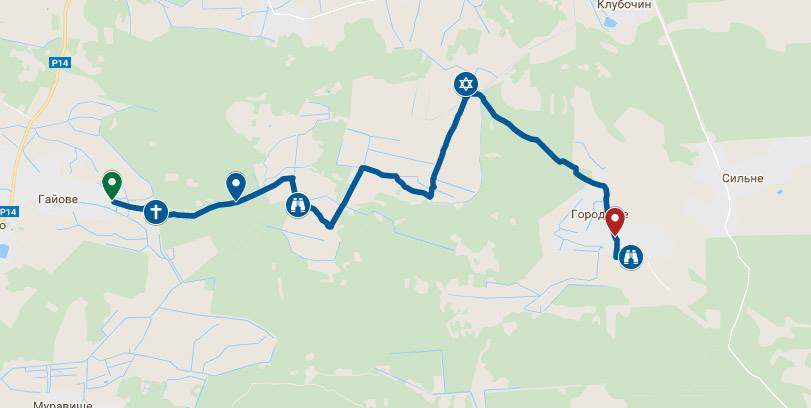 Клубочин
P14
Сильне
Гайове
P14
Муравище